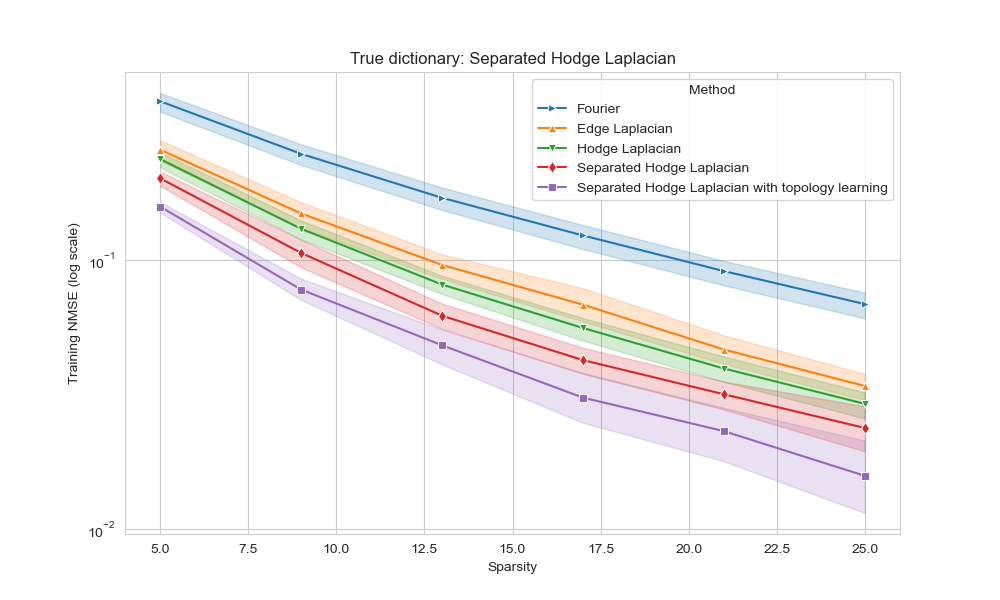 True dictionary: Separated Hodge Laplacian
Method
Fourier
Edge Laplacian
Hodge Laplacian
Separated Hodge Laplacian
Separated Hodge Laplacian with topology learning
Training NMSE (log scale)
10⁻¹
10⁻²
5.0 7.5 10.0 12.5 15.0 17.5 20.0 22.5 25.0
Sparsity